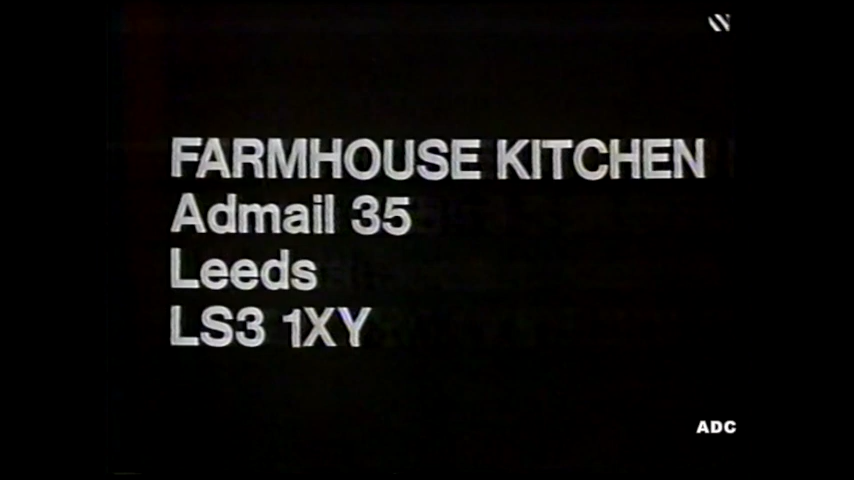 FARMHOUSE KITCHEN
Admail 35
Leeds
LS3 1XY
ADC